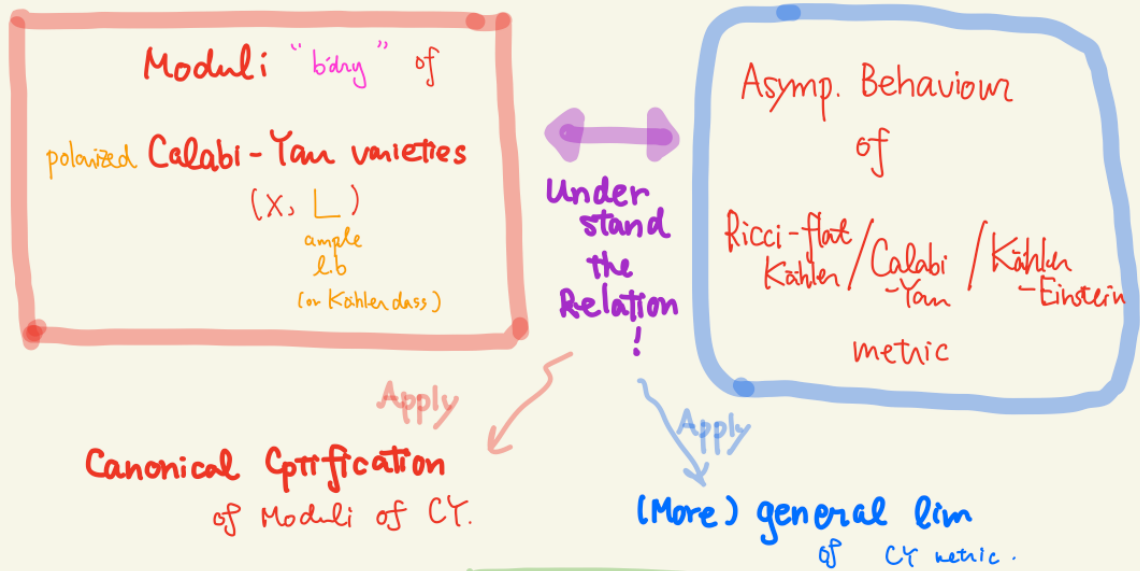 Moduli "bdry" of
polarized Calabi-Yau varieties
(X, L)
ample
l.b
(or Kähler class)
Under
stand
the
Relation
!
Asymp. Behaviour
of
Ricci-flat Kähler / Calabi-Yau / Kähler-Einstein
metric
Apply
Apply
Canonical Cptification
of Moduli of CY.
(More) general lim
of CY metric.